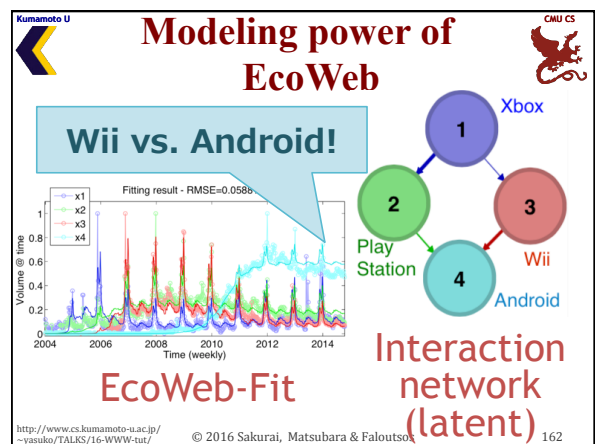 Kumamoto U
CMU CS
Modeling power of
EcoWeb
Wii vs. Android!
Fitting result - RMSE=0.058
x1
x2
x3
x4
Volume @ time
1
0.8
0.6
0.4
0.2
0
2004
2006
2008
2010
2012
2014
Time (weekly)
EcoWeb-Fit
Xbox
1
2
3
Play
Station
Wii
4
Android
Interaction
network
(latent)
http://www.cs.kumamoto-u.ac.jp/
~yasuko/TALKS/16-WWW-tut/
© 2016 Sakurai, Matsubara & Faloutsos
162